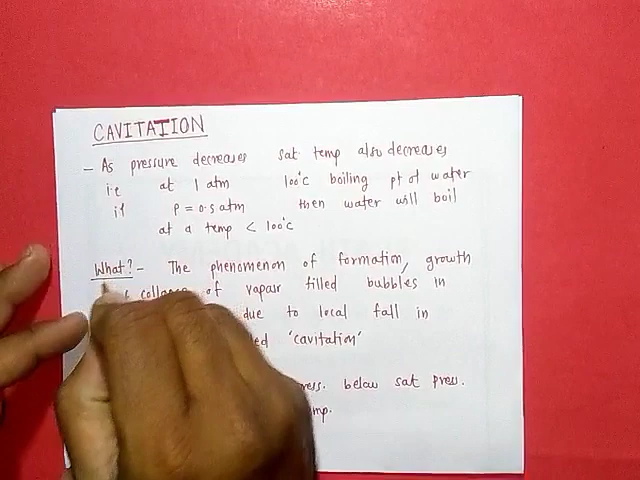 CAVITATION
- As pressure decreases sat temp also decreases
i.e at 1 atm 100°C boiling pt of water
if P = 0.5 atm then water will boil
at a temp < 100°C
What? - The phenomenon of formation, growth
collapse of vapour filled bubbles in
due to local fall in
'cavitation'
press. below sat press.